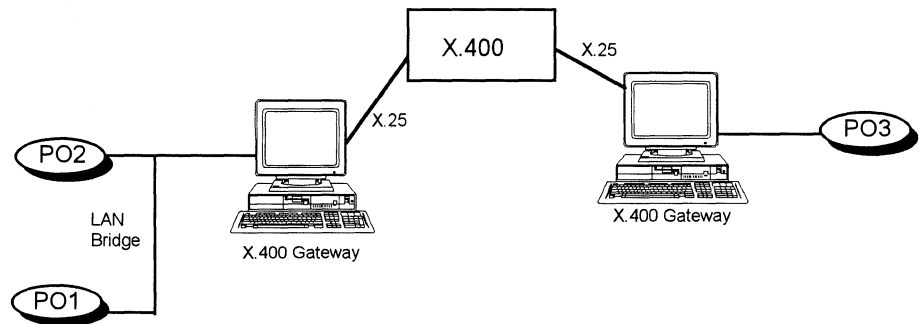 X.400
X.25
X.25
PO3
PO2
LAN
Bridge
X.400 Gateway
X.400 Gateway
PO1